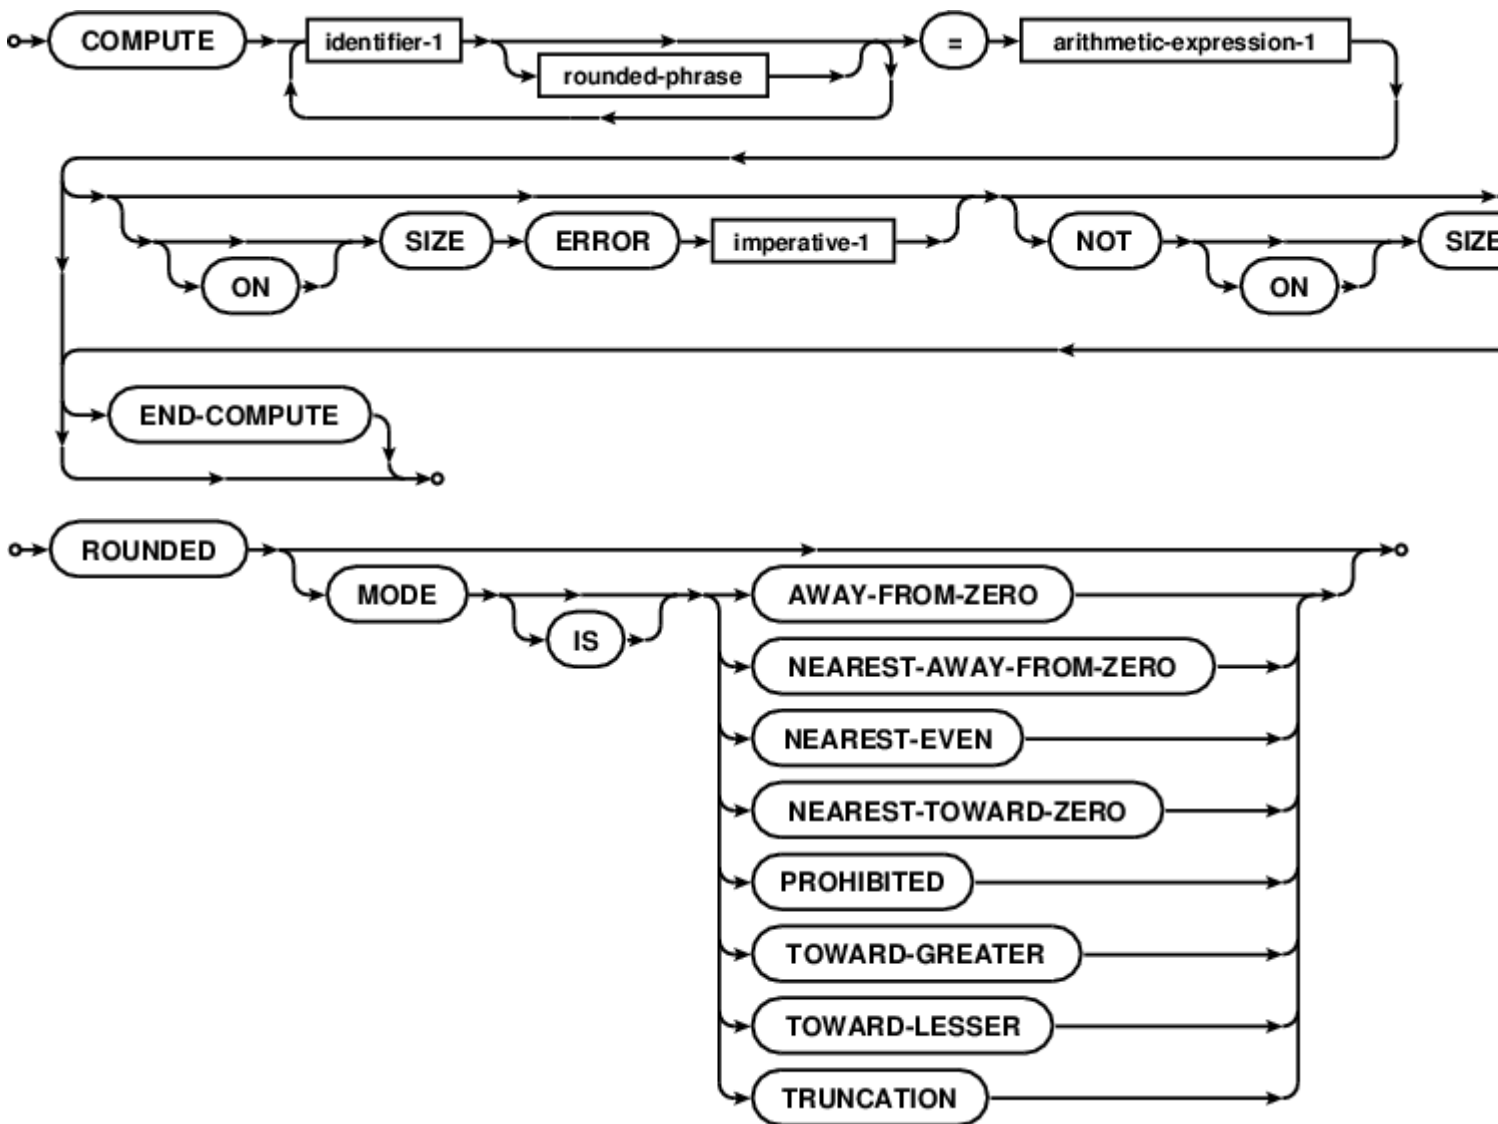 COMPUTE identifier-1 = arithmetic-expression-1
rounded-phrase
SIZE ERROR imperative-1 NOT SIZE
ON ON
END-COMPUTE
ROUNDED
MODE AWAY-FROM-ZERO
IS
NEAREST-AWAY-FROM-ZERO
NEAREST-EVEN
NEAREST-TOWARD-ZERO
PROHIBITED
TOWARD-GREATER
TOWARD-LESSER
TRUNCATION